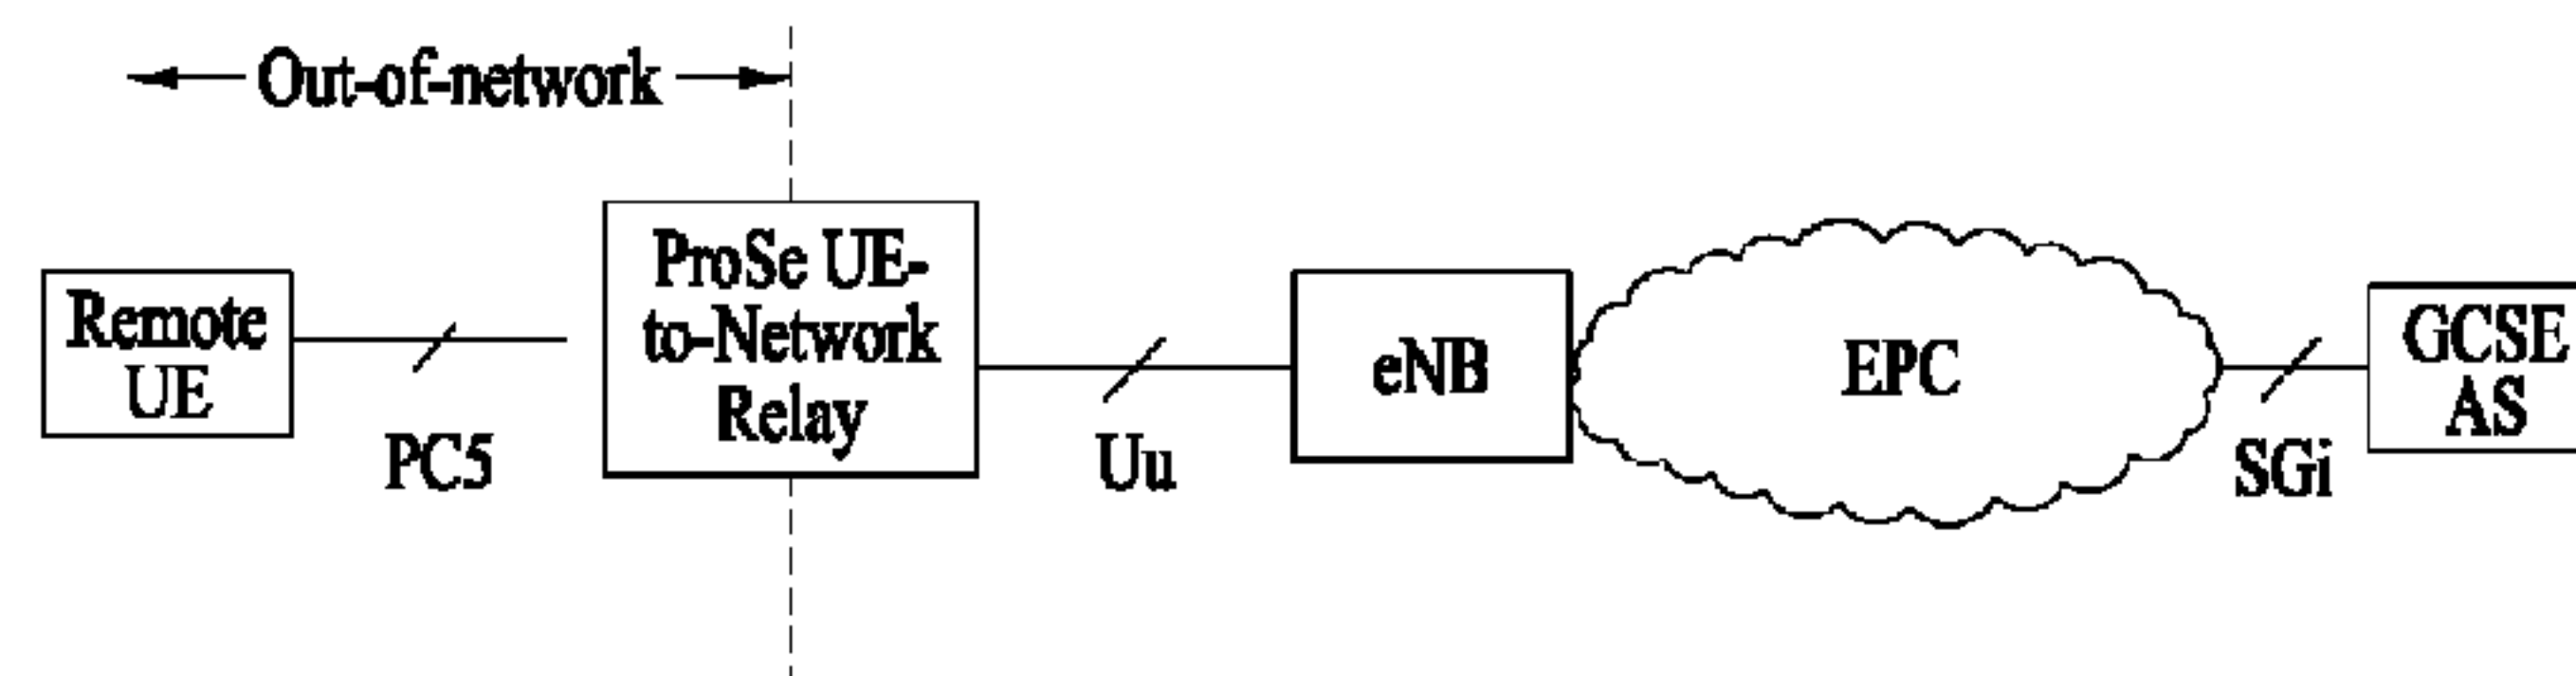 Out-of-network
Remote
UE
PC5
ProSe UE-
to-Network
Relay
Uu
eNB
EPC
SGi
GCSE
AS